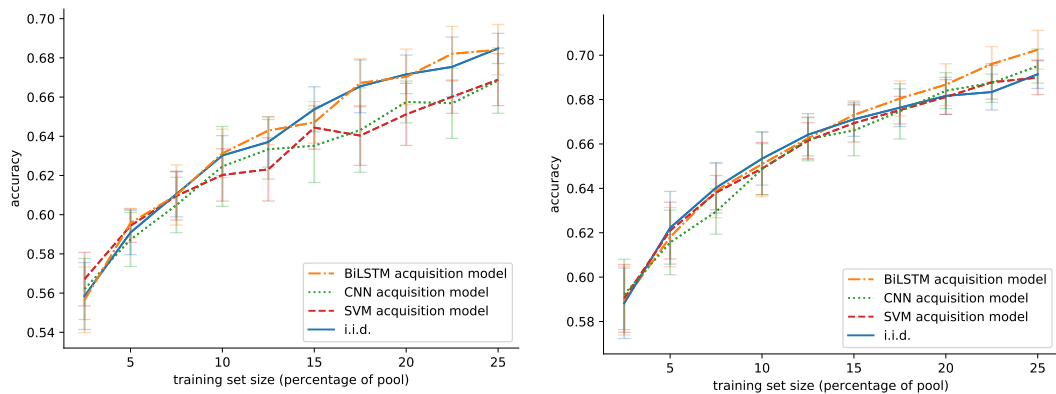 0.70
0.68
0.66
0.64
0.62
0.60
0.58
0.56
0.54
accuracy
BiLSTM acquisition model
CNN acquisition model
SVM acquisition model
i.i.d.
5 10 15 20 25
training set size (percentage of pool)
0.70
0.68
0.66
0.64
0.62
0.60
0.58
accuracy
BiLSTM acquisition model
CNN acquisition model
SVM acquisition model
i.i.d.
5 10 15 20 25
training set size (percentage of pool)